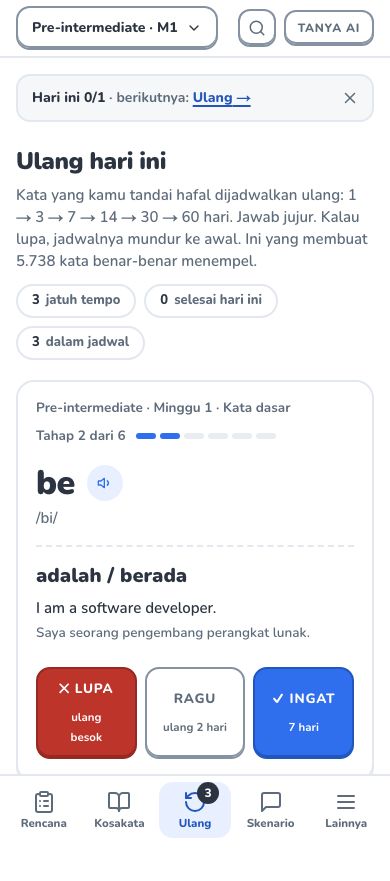 Pre-intermediate · M1
TANYA AI
Hari ini 0/1 · berikutnya: Ulang →
Ulang hari ini
Kata yang kamu tandai hafal dijadwalkan ulang: 1
→ 3 → 7 → 14 → 30 → 60 hari. Jawab jujur. Kalau
lupa, jadwalnya mundur ke awal. Ini yang membuat
5.738 kata benar-benar menempel.
3 jatuh tempo
0 selesai hari ini
3 dalam jadwal
Pre-intermediate · Minggu 1 · Kata dasar
Tahap 2 dari 6
be
/bi/
adalah / berada
I am a software developer.
Saya seorang pengembang perangkat lunak.
✕ LUPA
ulang
besok
RAGU
ulang 2 hari
✓ INGAT
7 hari
3
Rencana
Kosakata
Ulang
Skenario
Lainnya